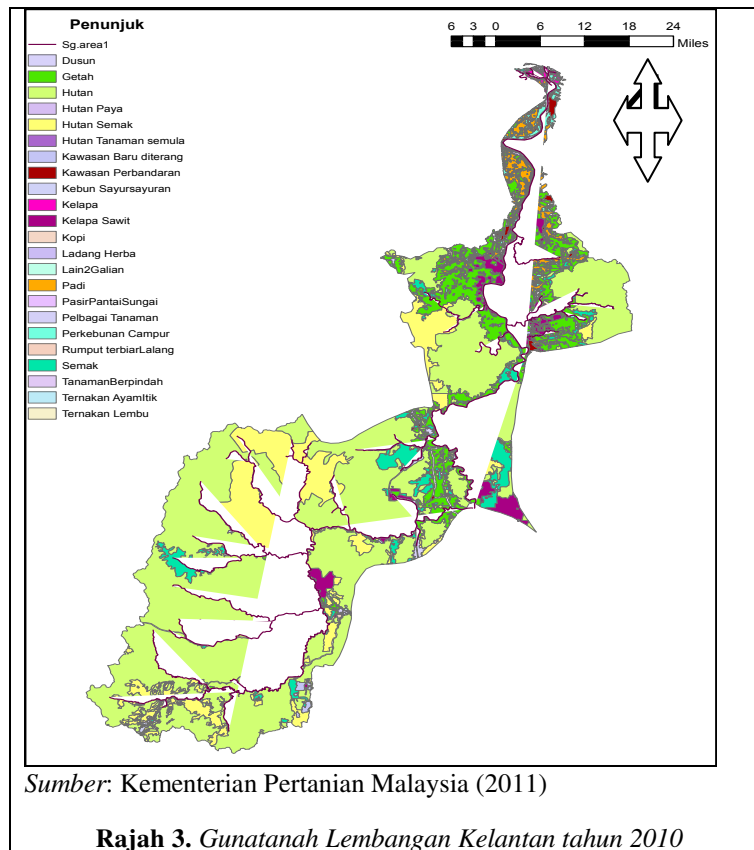 Penunjuk
6 3 0 6 12 18 24
Miles
Sg.area1
Dusun
Getah
Hutan
Hutan Paya
Hutan Semak
Hutan Tanaman semula
Kawasan Baru diterang
Kawasan Perbandaran
Kebun Sayursayuran
Kelapa
Kelapa Sawit
Kopi
Ladang Herba
Lain2Galian
Padi
PasirPantaiSungai
Pelbagai Tanaman
Perkebunan Campur
Rumput terbiarLalang
Semak
TanamanBerpindah
Ternakan AyamItik
Ternakan Lembu
Sumber: Kementerian Pertanian Malaysia (2011)
Rajah 3. Gunatanah Lembangan Kelantan tahun 2010